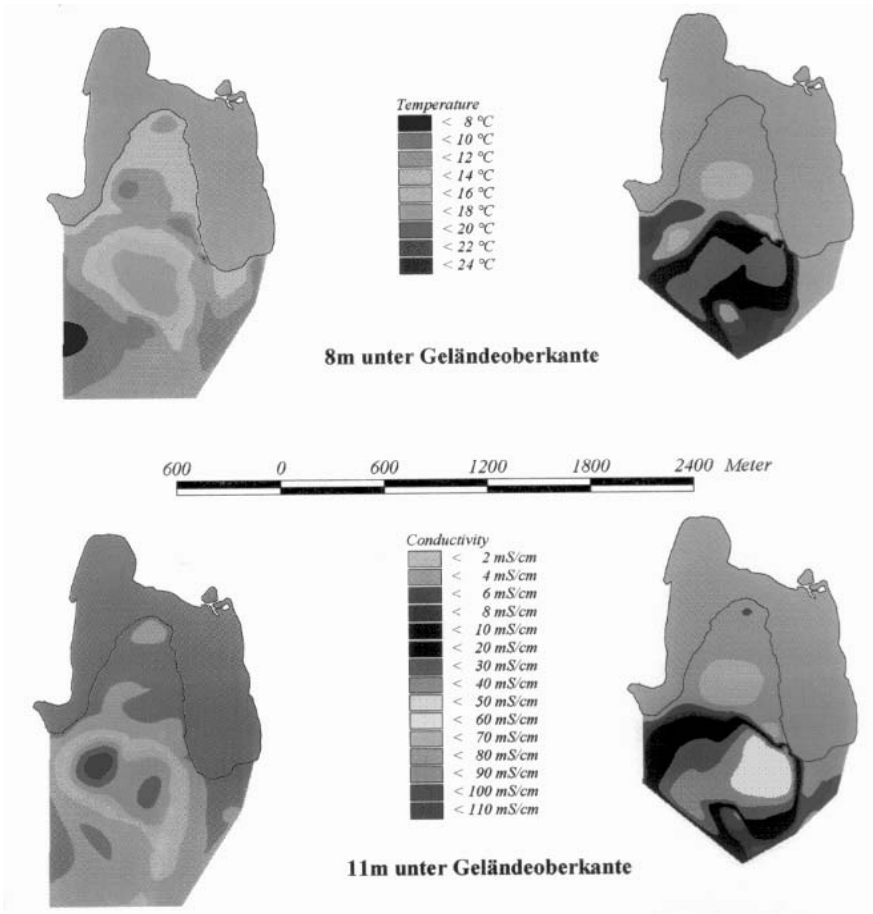 Temperature
< 8 °C
< 10 °C
< 12 °C
< 14 °C
< 16 °C
< 18 °C
< 20 °C
< 22 °C
< 24 °C
8m unter Geländeoberkante
600 0 600 1200 1800 2400 Meter
Conductivity
< 2 mS/cm
< 4 mS/cm
< 6 mS/cm
< 8 mS/cm
< 10 mS/cm
< 20 mS/cm
< 30 mS/cm
< 40 mS/cm
< 50 mS/cm
< 60 mS/cm
< 70 mS/cm
< 80 mS/cm
< 90 mS/cm
< 100 mS/cm
< 110 mS/cm
11m unter Geländeoberkante